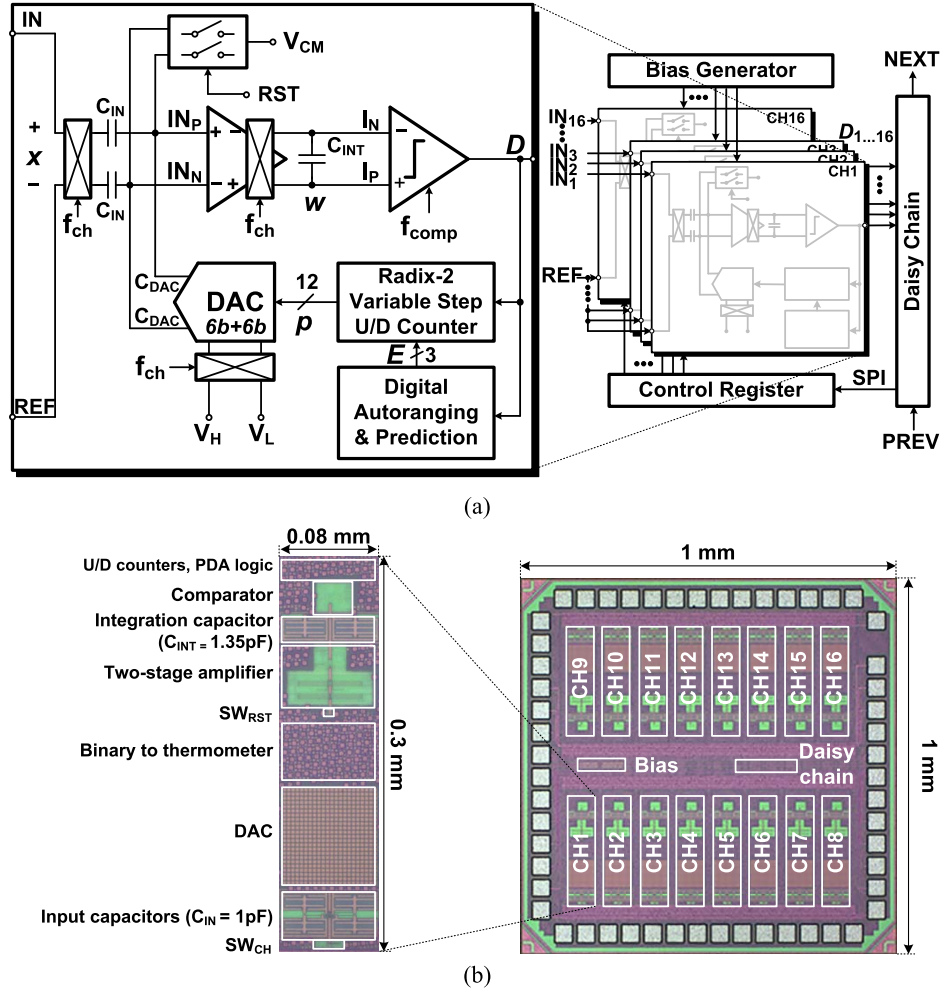 IN
V_CM
RST
C_IN
IN_P
I_N
+
x
−
+
−
C_INT
−
D
IN_N
−
+
I_P
+
C_IN
w
f_ch
f_ch
f_comp
C_DAC
DAC
6b+6b
C_DAC
12
p
Radix-2
Variable Step
U/D Counter
f_ch
E
3
Digital
Autoranging
& Prediction
REF
V_H
V_L
Bias Generator
NEXT
IN_16
CH16
D_1...16
IN_3
IN_2
IN_1
CH3
CH2
CH1
REF
Daisy Chain
Control Register
SPI
PREV
(a)
0.08 mm
U/D counters, PDA logic
Comparator
Integration capacitor
(C_INT = 1.35pF)
Two-stage amplifier
SW_RST
Binary to thermometer
0.3 mm
DAC
Input capacitors (C_IN = 1pF)
SW_CH
1 mm
CH9
CH10
CH11
CH12
CH13
CH14
CH15
CH16
Bias
Daisy
chain
1 mm
CH1
CH2
CH3
CH4
CH5
CH6
CH7
CH8
(b)